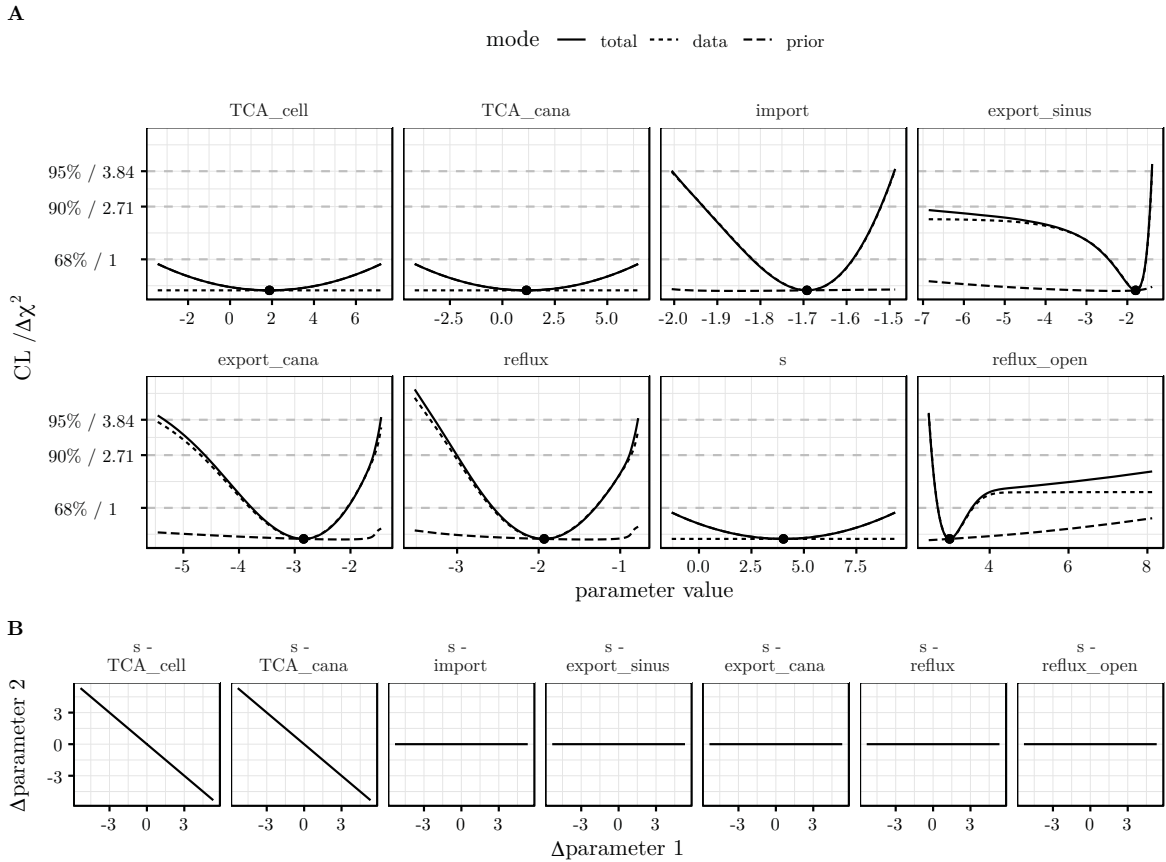 A
mode total data prior
TCA_cell TCA_cana import export_sinus
95% / 3.84
90% / 2.71
68% / 1
-2 0 2 4 6 -2.5 0.0 2.5 5.0 -2.0 -1.9 -1.8 -1.7 -1.6 -1.5 -7 -6 -5 -4 -3 -2
CL /Δχ²
export_cana reflux s reflux_open
95% / 3.84
90% / 2.71
68% / 1
-5 -4 -3 -2 -3 -2 -1 0.0 2.5 5.0 7.5 4 6 8
parameter value
B
s - s - s - s - s - s - s -
TCA_cell TCA_cana import export_sinus export_cana reflux reflux_open
Δparameter 2
3
0
-3
-3 0 3 -3 0 3 -3 0 3 -3 0 3 -3 0 3 -3 0 3 -3 0 3
Δparameter 1